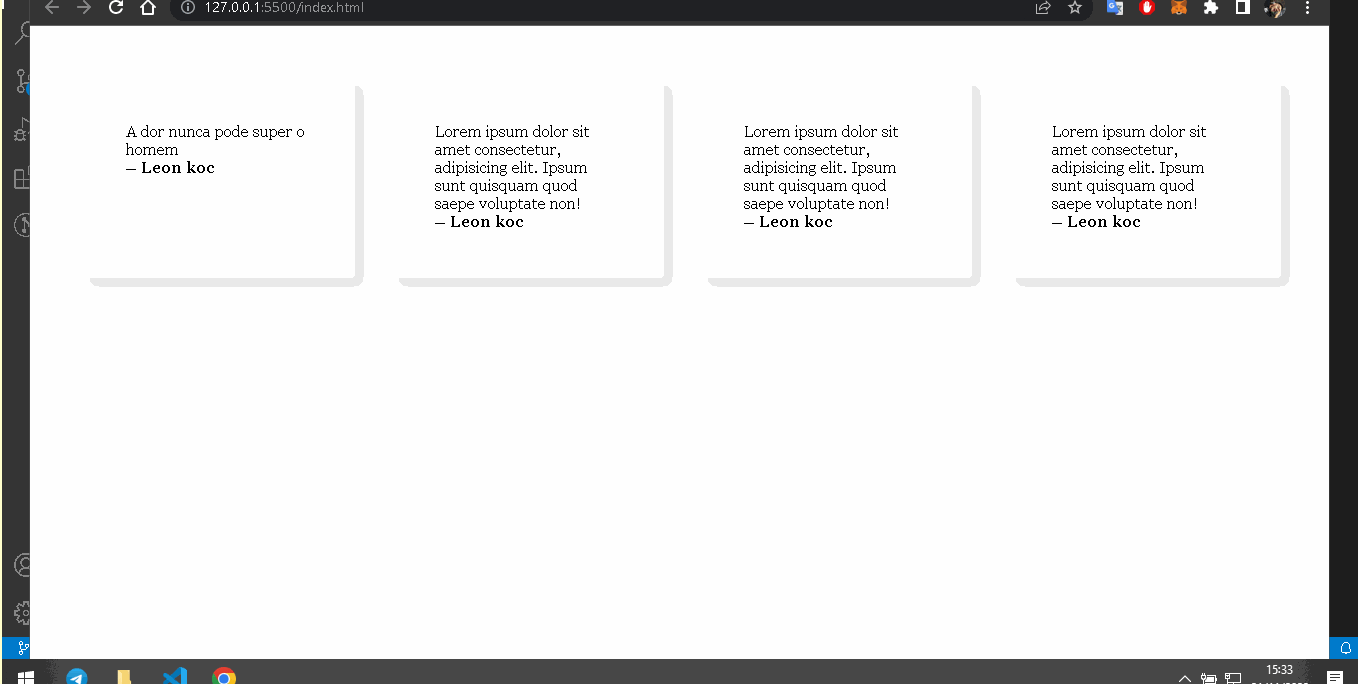 127.0.0.1:5500/index.html
A dor nunca pode super o
homem
— Leon koc
Lorem ipsum dolor sit
amet consectetur,
adipisicing elit. Ipsum
sunt quisquam quod
saepe voluptate non!
— Leon koc
Lorem ipsum dolor sit
amet consectetur,
adipisicing elit. Ipsum
sunt quisquam quod
saepe voluptate non!
— Leon koc
Lorem ipsum dolor sit
amet consectetur,
adipisicing elit. Ipsum
sunt quisquam quod
saepe voluptate non!
— Leon koc
15:33